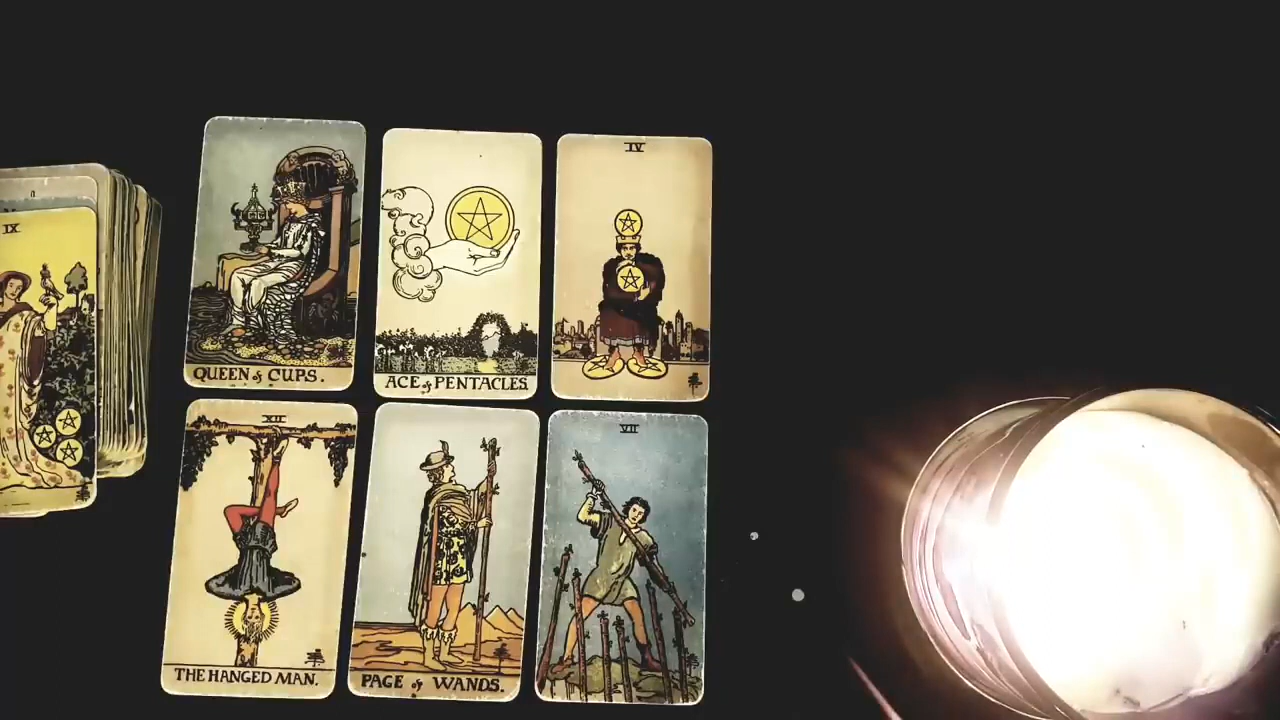 IX
QUEEN of CUPS.
ACE of PENTACLES.
IV
XII
THE HANGED MAN.
PAGE of WANDS.
VII